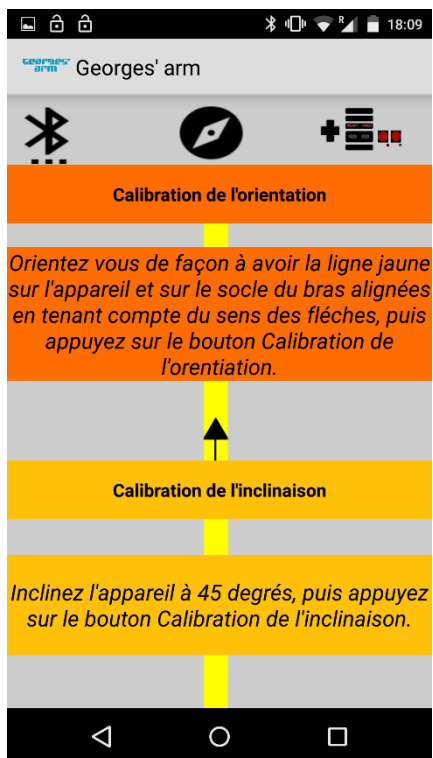 R
18:09
Georges'
arm
Georges' arm
Calibration de l'orientation
Orientez vous de façon à avoir la ligne jaune
sur l'appareil et sur le socle du bras alignées
en tenant compte du sens des fléches, puis
appuyez sur le bouton Calibration de
l'orentiation.
Calibration de l'inclinaison
Inclinez l'appareil à 45 degrés, puis appuyez
sur le bouton Calibration de l'inclinaison.